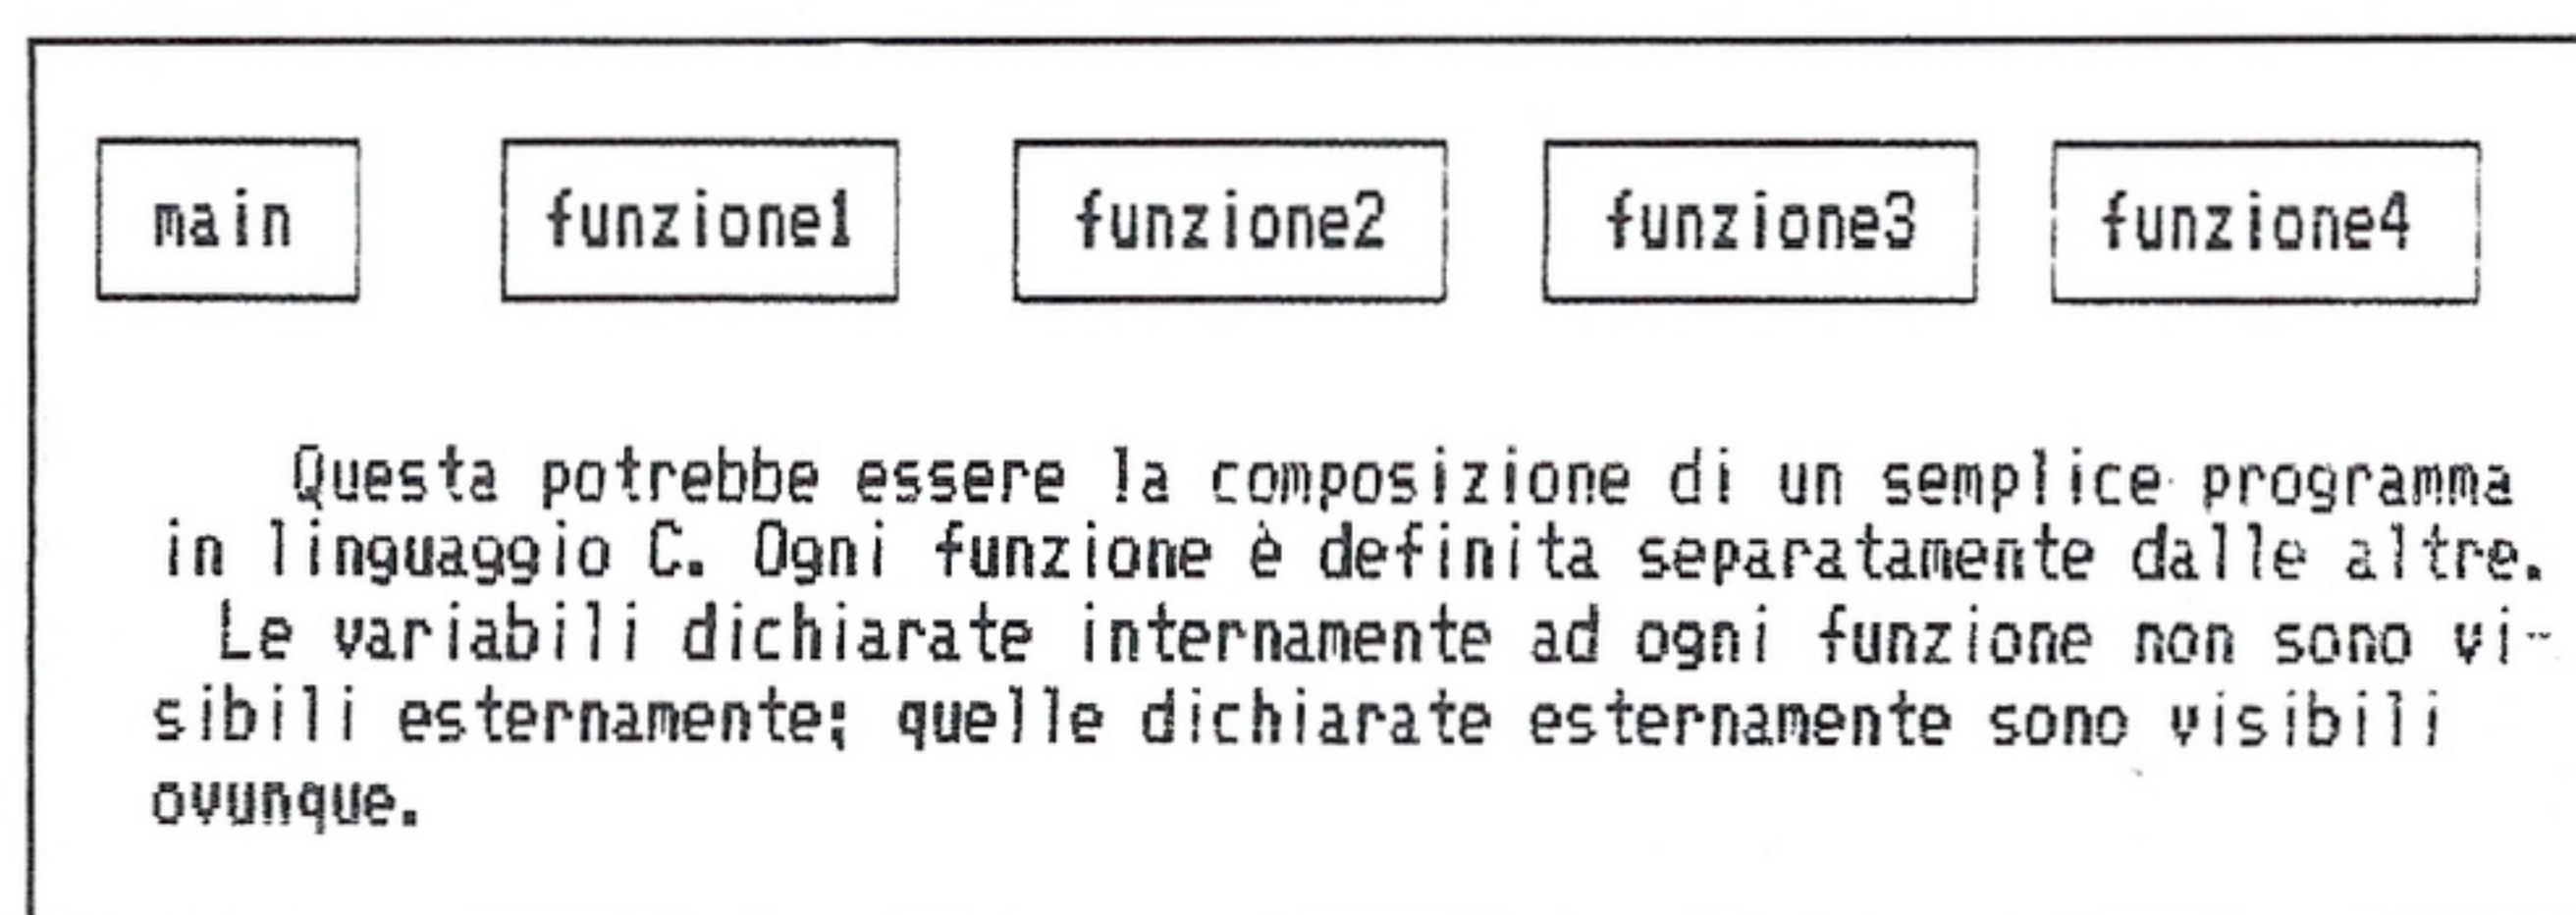 main funzione1 funzione2 funzione3 funzione4
Questa potrebbe essere la composizione di un semplice programma
in linguaggio C. Ogni funzione è definita separatamente dalle altre.
Le variabili dichiarate internamente ad ogni funzione non sono vi-
sibili esternamente; quelle dichiarate esternamente sono visibili
ovunque.